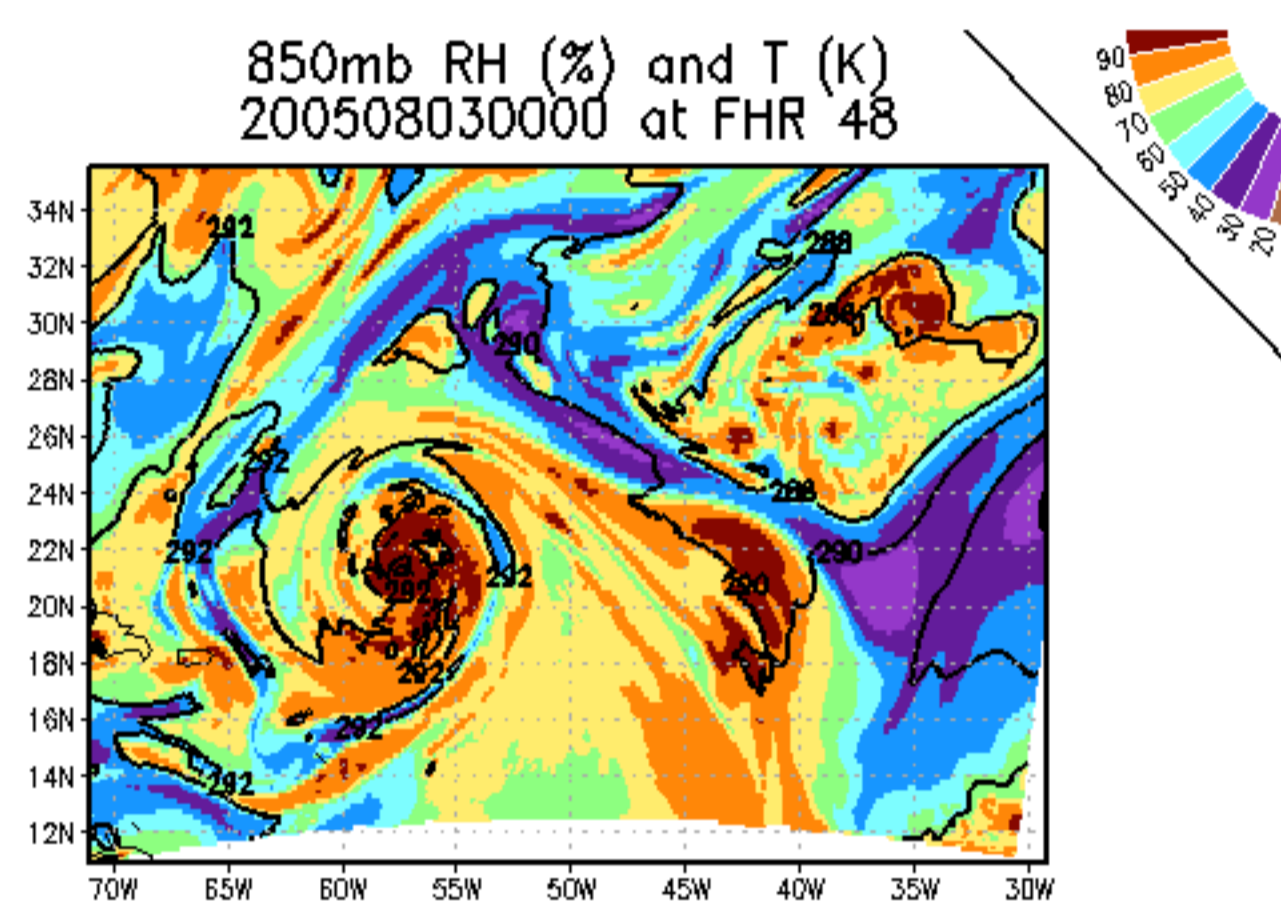 850mb RH (%) and T (K)
200508030000 at FHR 48
90
80
70
60
50
40
30
20
34N
32N
30N
28N
26N
24N
22N
20N
18N
16N
14N
12N
70W
65W
60W
55W
50W
45W
40W
35W
30W
292
288
286
290
292
288
292
290
292
292
290
292
292
292